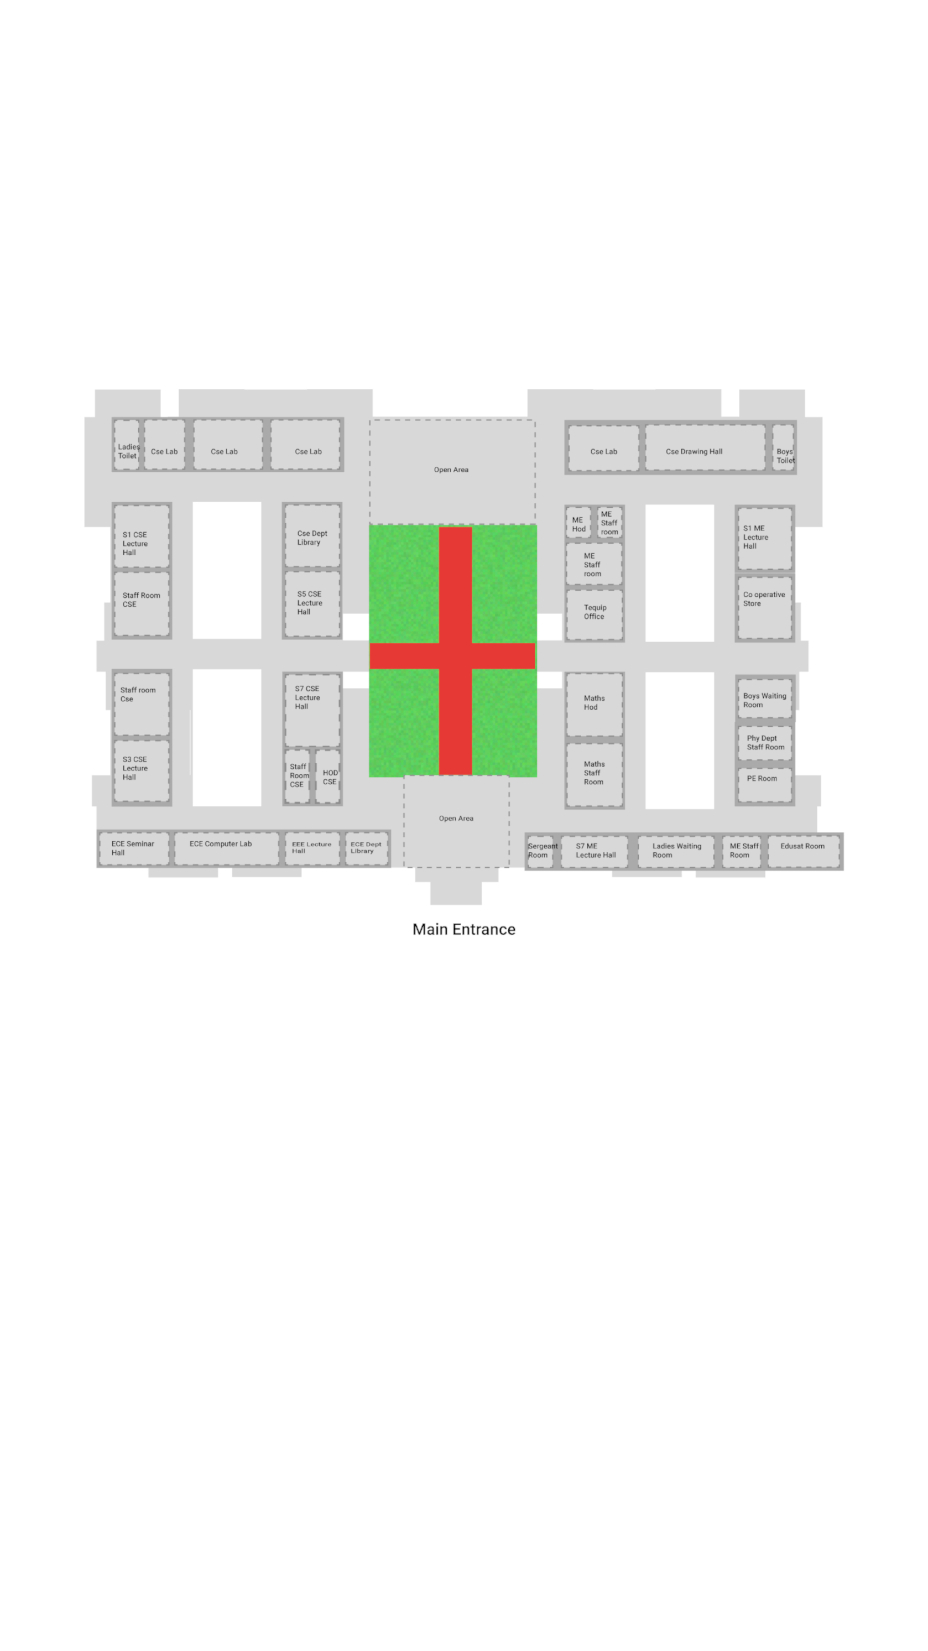 Ladies
Toilet
Cse Lab
Cse Lab
Cse Lab
Open Area
Cse Lab
Cse Drawing Hall
Boys
Toilet
S1 CSE
Lecture
Hall
Cse Dept
Library
ME
Hod
ME
Staff
room
S1 ME
Lecture
Hall
ME
Staff
room
Staff Room
CSE
S5 CSE
Lecture
Hall
Tequip
Office
Co operative
Store
Staff room
Cse
S7 CSE
Lecture
Hall
Maths
Hod
Boys Waiting
Room
Phy Dept
Staff Room
S3 CSE
Lecture
Hall
Staff
Room
CSE
HOD
CSE
Maths
Staff
Room
PE Room
Open Area
ECE Seminar
Hall
ECE Computer Lab
EEE Lecture
Hall
ECE Dept
Library
Sergeant
Room
S7 ME
Lecture Hall
Ladies Waiting
Room
ME Staff
Room
Edusat Room
Main Entrance